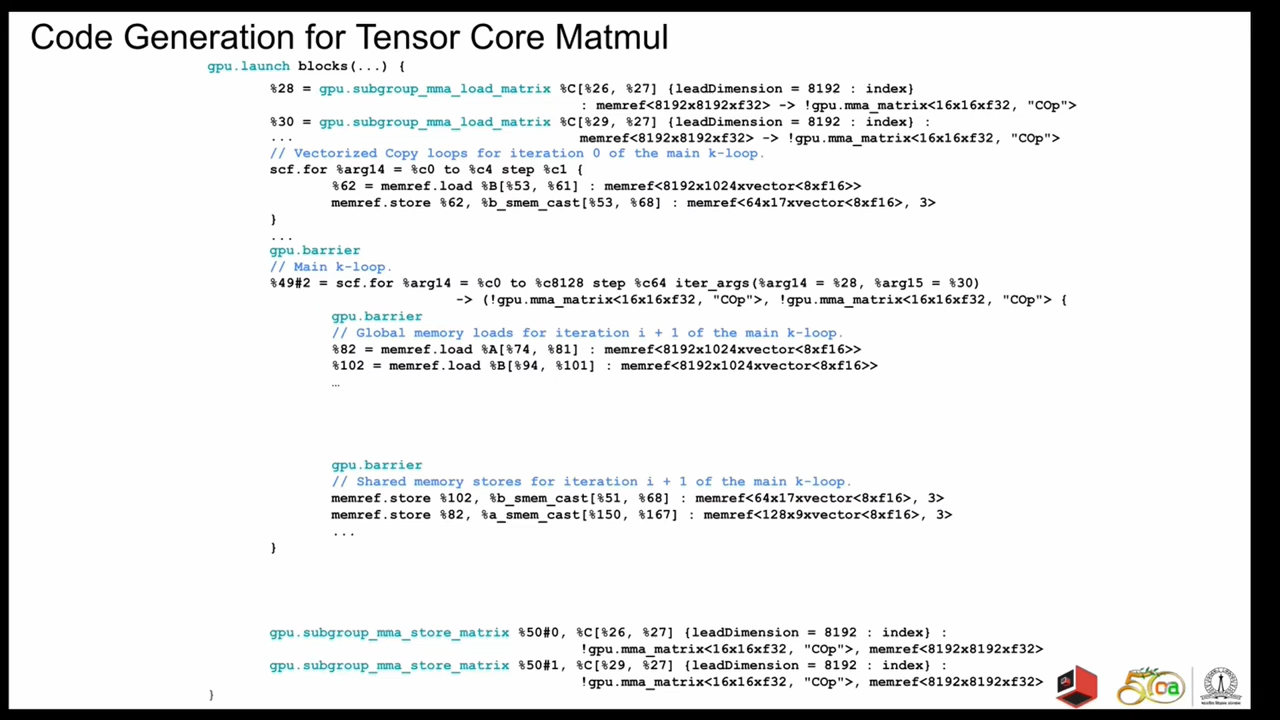 Code Generation for Tensor Core Matmul
gpu.launch blocks(...) {
%28 = gpu.subgroup_mma_load_matrix %C[%26, %27] {leadDimension = 8192 : index}
: memref<8192x8192xf32> -> !gpu.mma_matrix<16x16xf32, "COp">
%30 = gpu.subgroup_mma_load_matrix %C[%29, %27] {leadDimension = 8192 : index} :
... memref<8192x8192xf32> -> !gpu.mma_matrix<16x16xf32, "COp">
// Vectorized Copy loops for iteration 0 of the main k-loop.
scf.for %arg14 = %c0 to %c4 step %c1 {
%62 = memref.load %B[%53, %61] : memref<8192x1024xvector<8xf16>>
memref.store %62, %b_smem_cast[%53, %68] : memref<64x17xvector<8xf16>, 3>
}
...
gpu.barrier
// Main k-loop.
%49#2 = scf.for %arg14 = %c0 to %c8128 step %c64 iter_args(%arg14 = %28, %arg15 = %30)
-> (!gpu.mma_matrix<16x16xf32, "COp">, !gpu.mma_matrix<16x16xf32, "COp"> {
gpu.barrier
// Global memory loads for iteration i + 1 of the main k-loop.
%82 = memref.load %A[%74, %81] : memref<8192x1024xvector<8xf16>>
%102 = memref.load %B[%94, %101] : memref<8192x1024xvector<8xf16>>
…
gpu.barrier
// Shared memory stores for iteration i + 1 of the main k-loop.
memref.store %102, %b_smem_cast[%51, %68] : memref<64x17xvector<8xf16>, 3>
memref.store %82, %a_smem_cast[%150, %167] : memref<128x9xvector<8xf16>, 3>
...
}
gpu.subgroup_mma_store_matrix %50#0, %C[%26, %27] {leadDimension = 8192 : index} :
!gpu.mma_matrix<16x16xf32, "COp">, memref<8192x8192xf32>
gpu.subgroup_mma_store_matrix %50#1, %C[%29, %27] {leadDimension = 8192 : index} :
!gpu.mma_matrix<16x16xf32, "COp">, memref<8192x8192xf32>
}